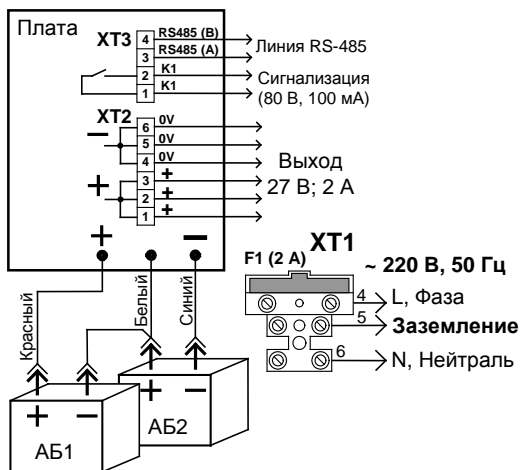 Плата
XT3
4 RS485 (B)
3 RS485 (A)
Линия RS-485
2 K1
1 K1
Сигнализация
(80 В, 100 мА)
XT2
6 0V
5 0V
4 0V
3 +
2 +
1 +
−
+
Выход
27 В; 2 А
+ −
XT1
F1 (2 А)
~ 220 В, 50 Гц
4 L, Фаза
5 Заземление
6 N, Нейтраль
Красный
Белый
Синий
+ −
АБ1
+ −
АБ2